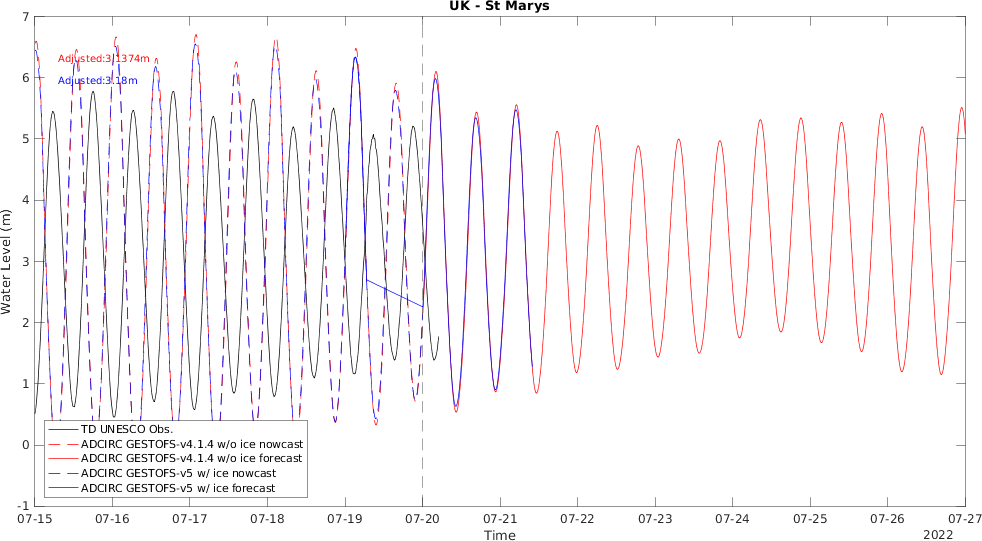 UK - St Marys
7
6
5
4
3
2
1
0
-1
Water Level (m)
Adjusted:3.1374m
Adjusted:3.18m
TD UNESCO Obs.
ADCIRC GESTOFS-v4.1.4 w/o ice nowcast
ADCIRC GESTOFS-v4.1.4 w/o ice forecast
ADCIRC GESTOFS-v5 w/ ice nowcast
ADCIRC GESTOFS-v5 w/ ice forecast
07-15 07-16 07-17 07-18 07-19 07-20 07-21 07-22 07-23 07-24 07-25 07-26 07-27
Time
2022